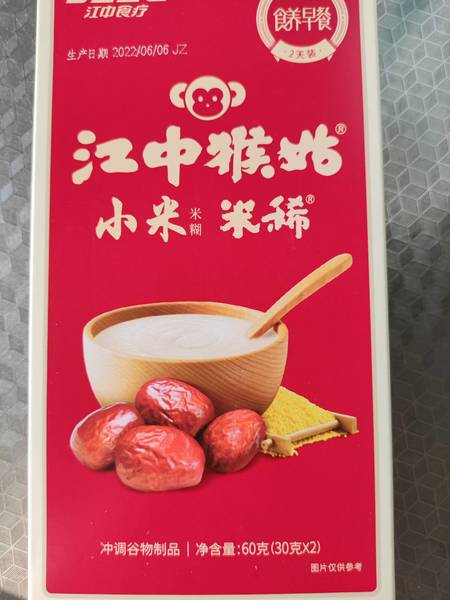 江中食疗
食养早餐
2天装
生产日期 2022/06/06 JZ
江中猴姑®
小米 米糊 米稀®
冲调谷物制品 | 净含量:60克(30克X2)
图片仅供参考